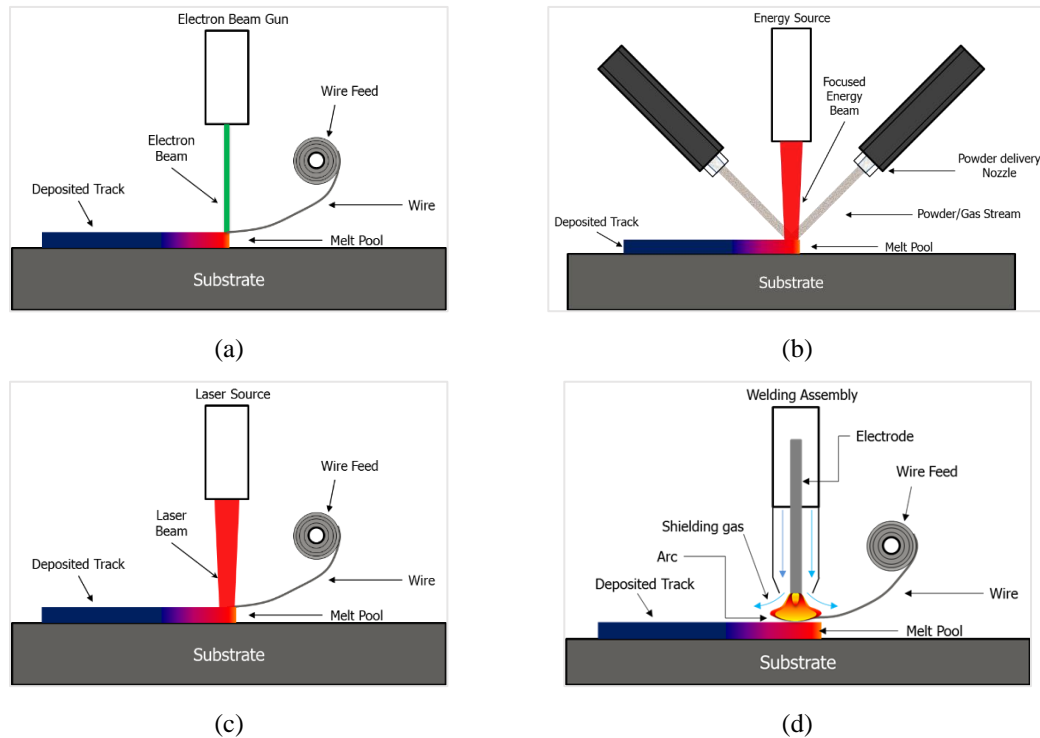 Electron Beam Gun
Wire Feed
Electron
Beam
Deposited Track
Wire
Melt Pool
Substrate
(a)
Energy Source
Focused
Energy
Beam
Powder delivery
Nozzle
Powder/Gas Stream
Deposited Track
Melt Pool
Substrate
(b)
Laser Source
Wire Feed
Laser
Beam
Deposited Track
Wire
Melt Pool
Substrate
(c)
Welding Assembly
Electrode
Wire Feed
Shielding gas
Arc
Deposited Track
Wire
Melt Pool
Substrate
(d)